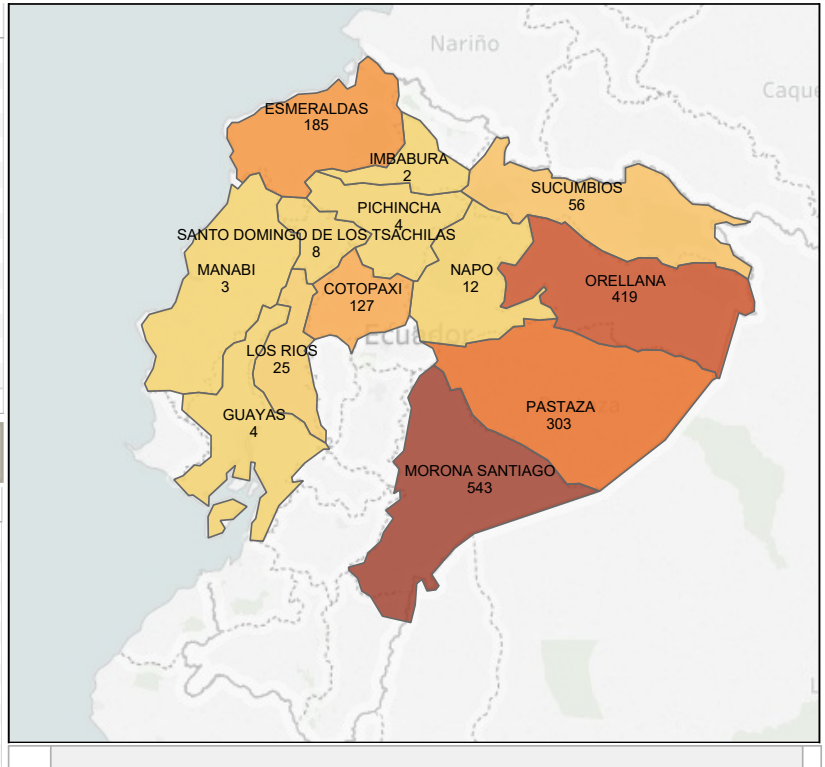 Nariño
Caque
ESMERALDAS
185
IMBABURA
2
SUCUMBIOS
56
PICHINCHA
4
SANTO DOMINGO DE LOS TSACHILAS
8
MANABI
3
NAPO
12
ORELLANA
419
COTOPAXI
127
Ecuador
LOS RIOS
25
PASTAZA
303
GUAYAS
4
MORONA SANTIAGO
543